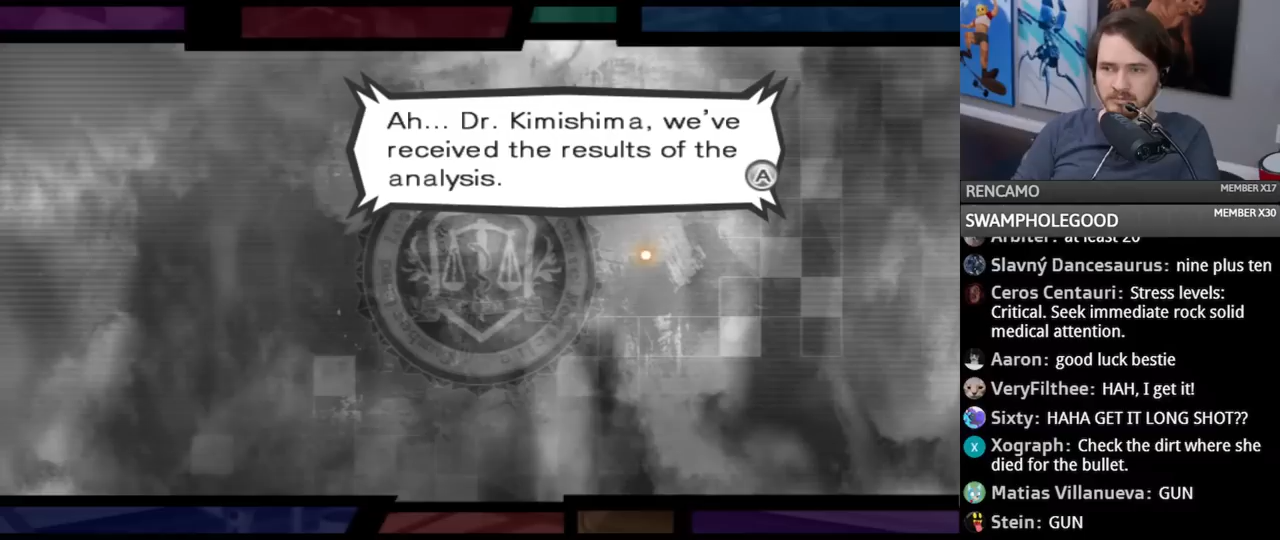 Ah... Dr. Kimishima, we've
received the results of the
analysis.
A
RENCAMO
MEMBER X17
SWAMPHOLEGOOD
MEMBER X30
Arbiter: at least 20
Slavný Dancesaurus: nine plus ten
Ceros Centauri: Stress levels:
Critical. Seek immediate rock solid
medical attention.
Aaron: good luck bestie
VeryFilthee: HAH, I get it!
Sixty: HAHA GET IT LONG SHOT??
X
Xograph: Check the dirt where she
died for the bullet.
Matias Villanueva: GUN
Stein: GUN